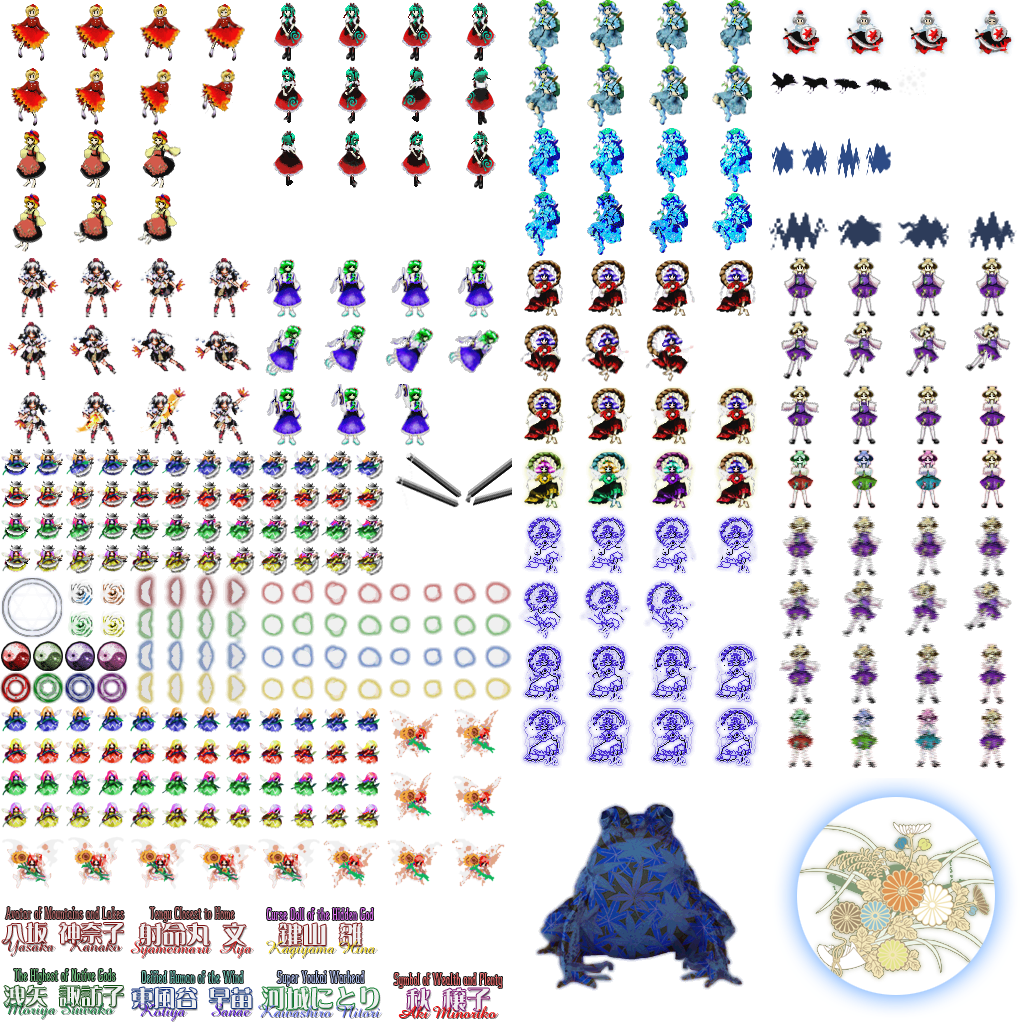 Avatar of Mountains and Lakes
八坂 神奈子
Yasaka Kanako
Tengu Closest to Home
射命丸 文
Syameimaru Aya
Curse Doll of the Hidden God
鍵山 雛
Kagiyama Hina
The Highest of Native Gods
洩矢 諏訪子
Moriya Suwako
Deified Human of the Wind
東風谷 早苗
Kotiya Sanae
Super Youkai Warhead
河城にとり
Kawashiro Nitori
Symbol of Wealth and Plenty
秋 穣子
Aki Minoriko